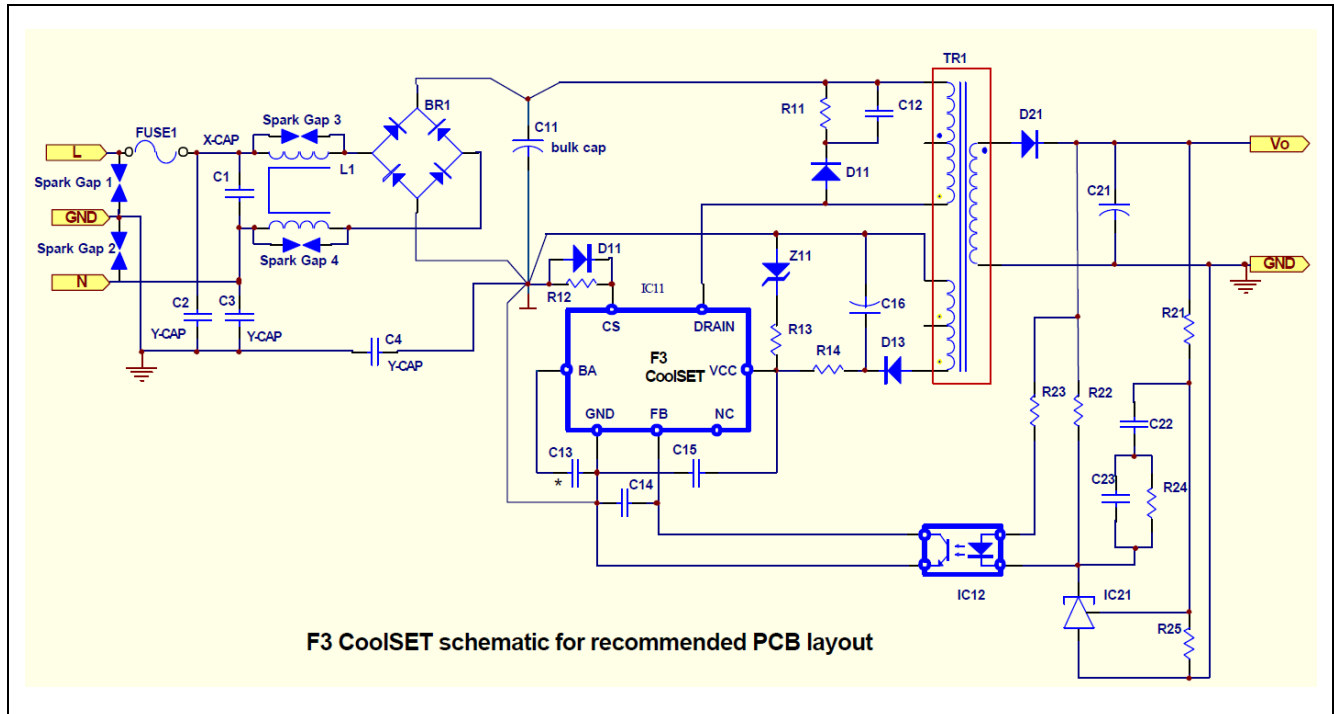 TR1
BR1
R11
C12
D21
FUSE1
Spark Gap 3
X-CAP
C11
bulk cap
L
Vo
L1
D11
Spark Gap 1
C1
C21
GND
Spark Gap 2
Spark Gap 4
D11
Z11
GND
N
R12
IC11
C16
C2
C3
CS
DRAIN
R21
Y-CAP
Y-CAP
C4
R13
Y-CAP
F3
CoolSET
R14
D13
BA
VCC
R23
R22
GND
FB
NC
C22
C13
C15
*
C14
C23
R24
IC12
IC21
R25
F3 CoolSET schematic for recommended PCB layout